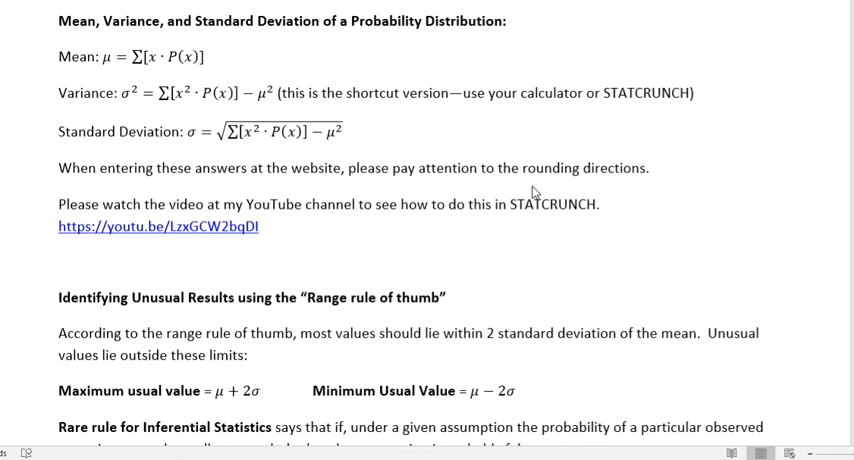 Mean, Variance, and Standard Deviation of a Probability Distribution:
Mean: μ = Σ[x · P(x)]
Variance: σ² = Σ[x² · P(x)] − μ² (this is the shortcut version—use your calculator or STATCRUNCH)
Standard Deviation: σ = √Σ[x² · P(x)] − μ²
When entering these answers at the website, please pay attention to the rounding directions.
Please watch the video at my YouTube channel to see how to do this in STATCRUNCH.
https://youtu.be/LzxGCW2bqDI
Identifying Unusual Results using the “Range rule of thumb”
According to the range rule of thumb, most values should lie within 2 standard deviation of the mean. Unusual
values lie outside these limits:
Maximum usual value = μ + 2σ Minimum Usual Value = μ − 2σ
Rare rule for Inferential Statistics says that if, under a given assumption the probability of a particular observed